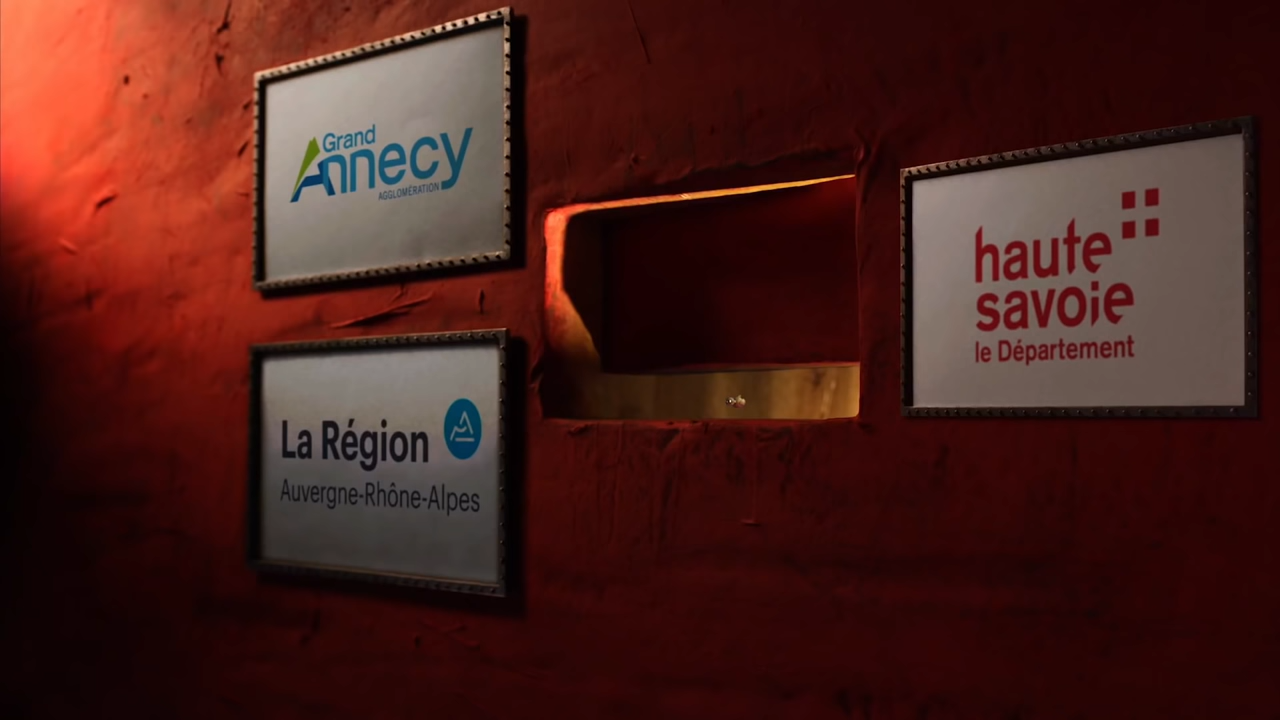 Grand
Annecy
AGGLOMÉRATION
La Région
Auvergne-Rhône-Alpes
haute
savoie
le Département